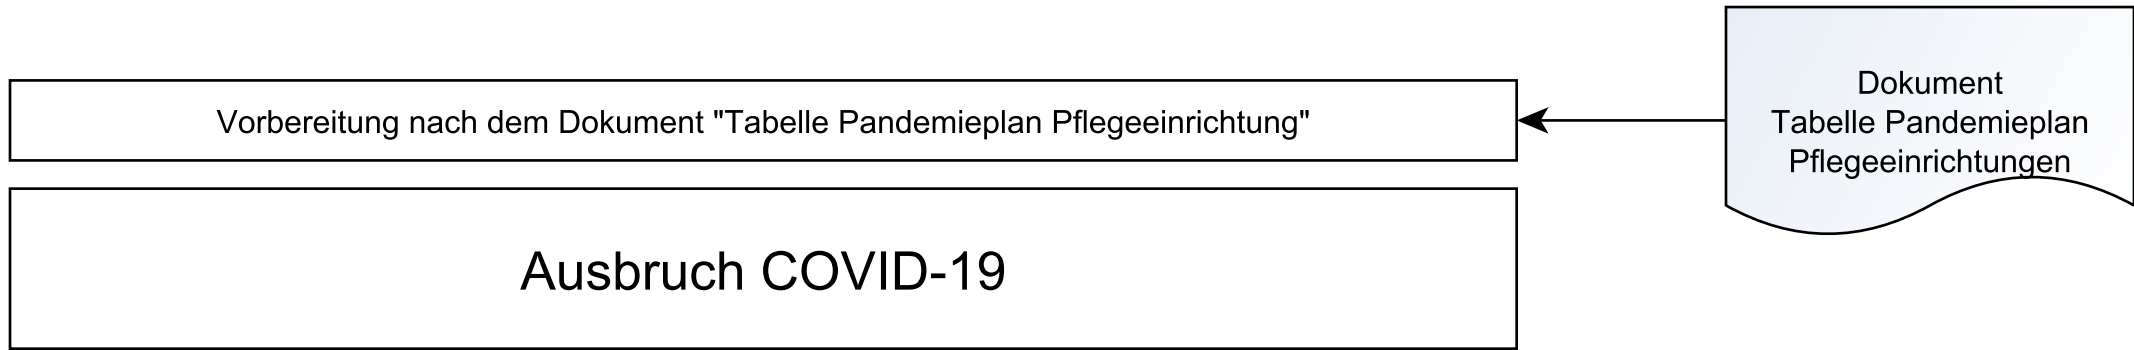 Vorbereitung nach dem Dokument "Tabelle Pandemieplan Pflegeeinrichtung"
Dokument
Tabelle Pandemieplan
Pflegeeinrichtungen
Ausbruch COVID-19